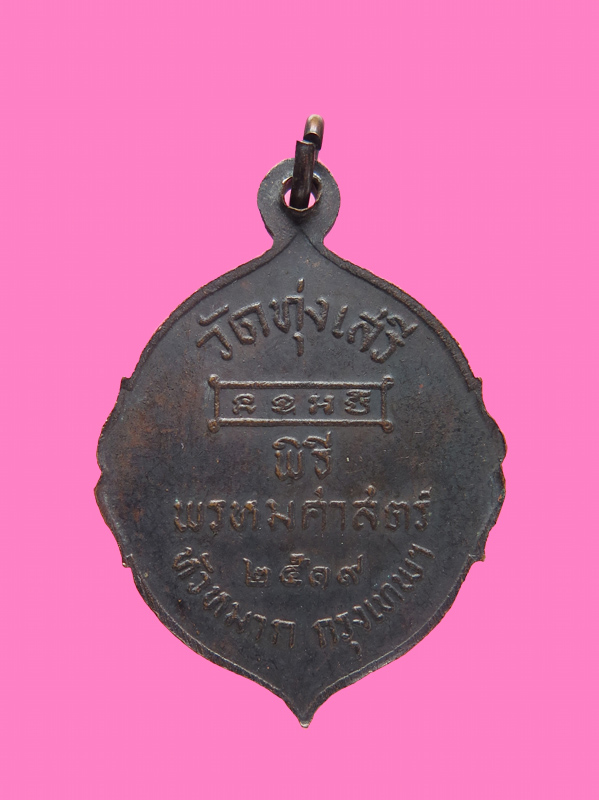 วัดทุ่งเสรี
พิธี
พรหมศาสตร์
๒๕๑๙
หัวหมาก กรุงเทพฯ